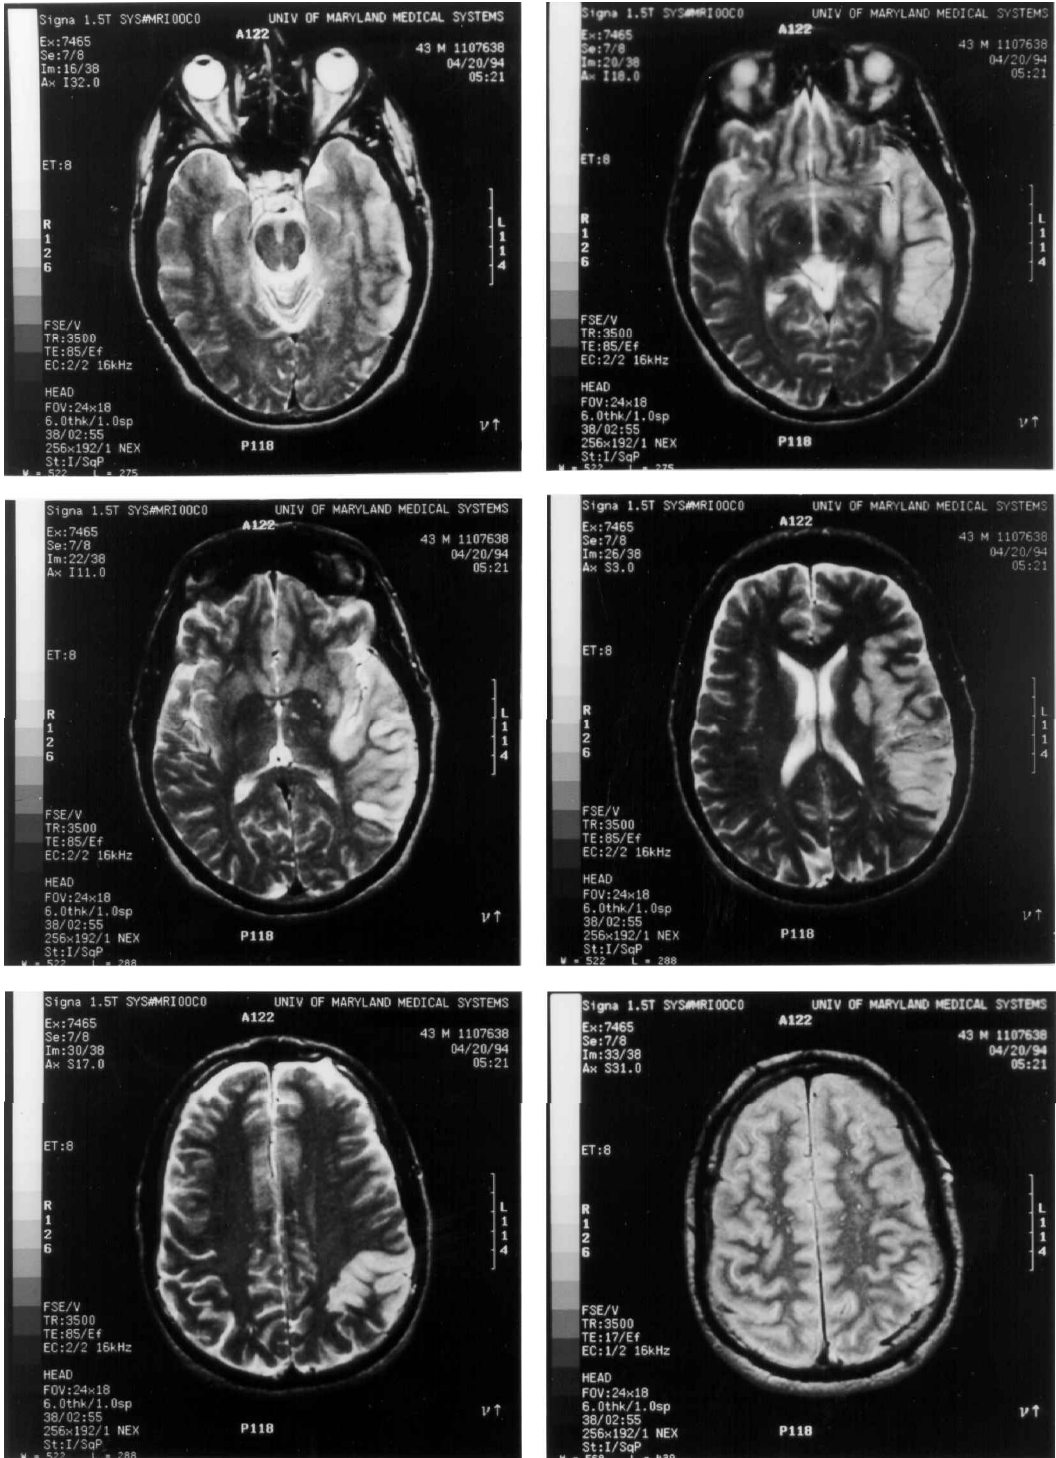 Signa 1.5T SYS#MRI00C0 UNIV OF MARYLAND MEDICAL SYSTEMS
A122
Ex:7465
Se:7/8
Im:16/38
Ax I32.0
43 M 1107638
04/20/94
05:21
ET:8
R
1
2
6
L
1
1
4
FSE/V
TR:3500
TE:85/Ef
EC:2/2 16kHz
HEAD
FOV:24x18
6.0thk/1.0sp
38/02:55
256x192/1 NEX
St:I/SqP
W = 522 L = 275
P118
Signa 1.5T SYS#MRI00C0 UNIV OF MARYLAND MEDICAL SYSTEMS
A122
Ex:7465
Se:7/8
Im:20/38
Ax I18.0
43 M 1107638
04/20/94
05:21
ET:8
R
1
2
6
L
1
1
4
FSE/V
TR:3500
TE:85/Ef
EC:2/2 16kHz
HEAD
FOV:24x18
6.0thk/1.0sp
38/02:55
256x192/1 NEX
St:I/SqP
W = 522 L = 275
P118
Signa 1.5T SYS#MRI00C0 UNIV OF MARYLAND MEDICAL SYSTEMS
A122
Ex:7465
Se:7/8
Im:22/38
Ax I11.0
43 M 1107638
04/20/94
05:21
ET:8
R
1
2
6
L
1
1
4
FSE/V
TR:3500
TE:85/Ef
EC:2/2 16kHz
HEAD
FOV:24x18
6.0thk/1.0sp
38/02:55
256x192/1 NEX
St:I/SqP
W = 522 L = 288
P118
Signa 1.5T SYS#MRI00C0 UNIV OF MARYLAND MEDICAL SYSTEMS
A122
Ex:7465
Se:7/8
Im:26/38
Ax S3.0
43 M 1107638
04/20/94
05:21
ET:8
R
1
2
6
L
1
1
4
FSE/V
TR:3500
TE:85/Ef
EC:2/2 16kHz
HEAD
FOV:24x18
6.0thk/1.0sp
38/02:55
256x192/1 NEX
St:I/SqP
W = 522 L = 288
P118
Signa 1.5T SYS#MRI00C0 UNIV OF MARYLAND MEDICAL SYSTEMS
A122
Ex:7465
Se:7/8
Im:30/38
Ax S17.0
43 M 1107638
04/20/94
05:21
ET:8
R
1
2
6
L
1
1
4
FSE/V
TR:3500
TE:85/Ef
EC:2/2 16kHz
HEAD
FOV:24x18
6.0thk/1.0sp
38/02:55
256x192/1 NEX
St:I/SqP
W = 522 L = 288
P118
Signa 1.5T SYS#MRI00C0 UNIV OF MARYLAND MEDICAL SYSTEMS
A122
Ex:7465
Se:7/8
Im:33/38
Ax S31.0
43 M 1107638
04/20/94
05:21
ET:8
R
1
2
6
L
1
1
4
FSE/V
TR:3500
TE:17/Ef
EC:1/2 16kHz
HEAD
FOV:24x18
6.0thk/1.0sp
38/02:55
256x192/1 NEX
St:I/SqP
P118